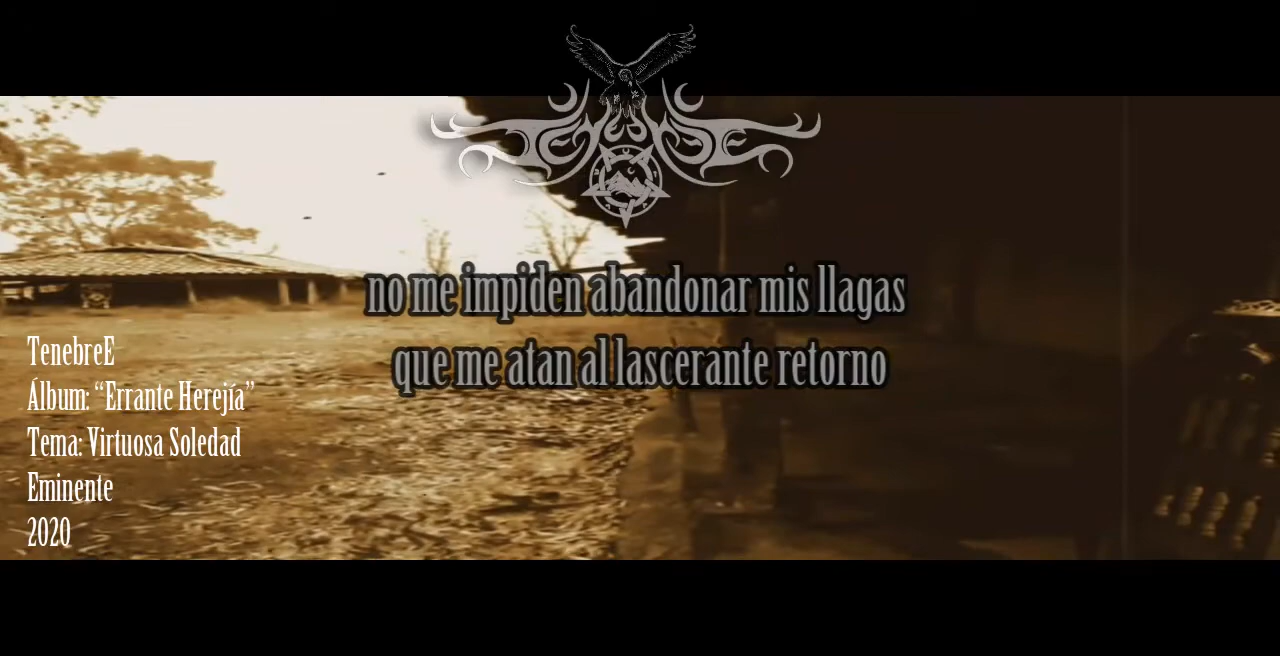 no me impiden abandonar mis llagas
que me atan al lascerante retorno
TenebreE
Álbum: “Errante Herejía”
Tema: Virtuosa Soledad
Eminente
2020